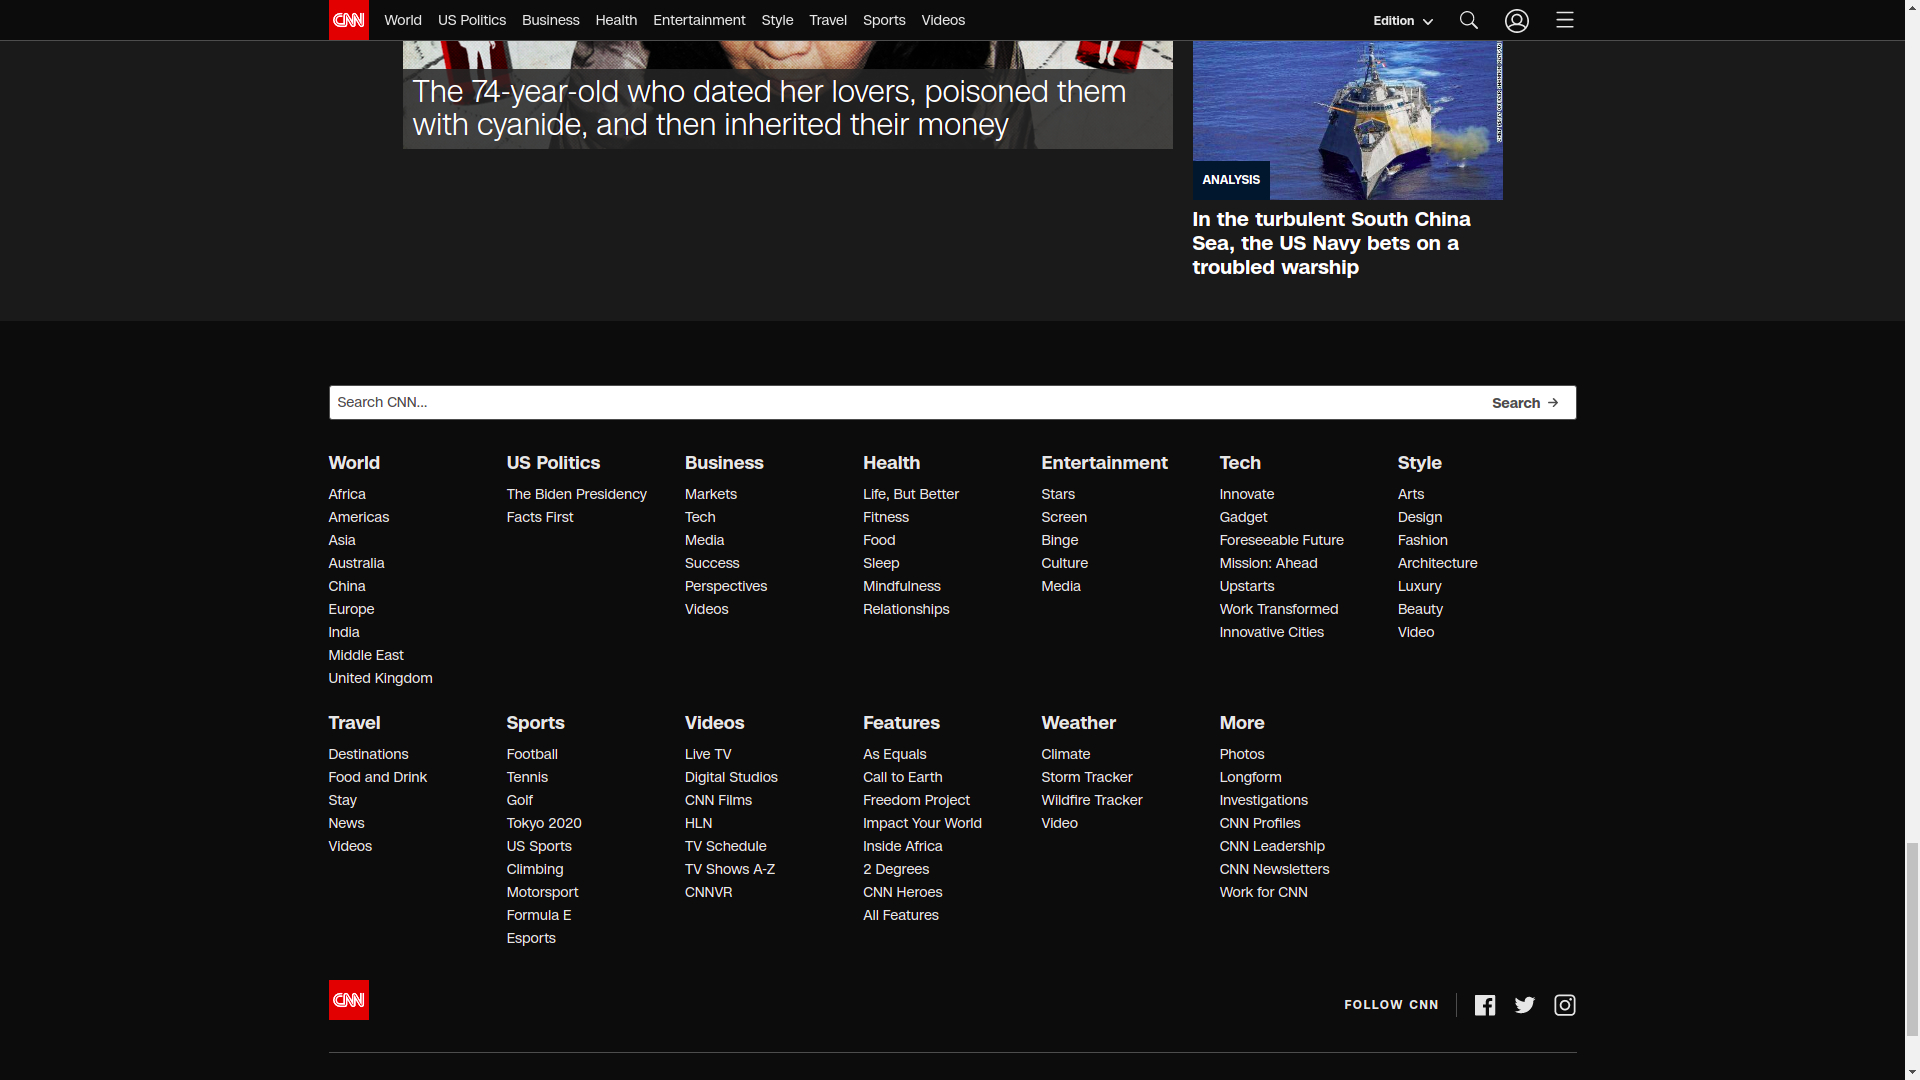 CNN World US Politics Business Health Entertainment Style Travel Sports Videos Edition
The 74-year-old who dated her lovers, poisoned them
with cyanide, and then inherited their money
ANALYSIS
In the turbulent South China
Sea, the US Navy bets on a
troubled warship
Search CNN... Search →
World
Africa
Americas
Asia
Australia
China
Europe
India
Middle East
United Kingdom
US Politics
The Biden Presidency
Facts First
Business
Markets
Tech
Media
Success
Perspectives
Videos
Health
Life, But Better
Fitness
Food
Sleep
Mindfulness
Relationships
Entertainment
Stars
Screen
Binge
Culture
Media
Tech
Innovate
Gadget
Foreseeable Future
Mission: Ahead
Upstarts
Work Transformed
Innovative Cities
Style
Arts
Design
Fashion
Architecture
Luxury
Beauty
Video
Travel
Destinations
Food and Drink
Stay
News
Videos
Sports
Football
Tennis
Golf
Tokyo 2020
US Sports
Climbing
Motorsport
Formula E
Esports
Videos
Live TV
Digital Studios
CNN Films
HLN
TV Schedule
TV Shows A-Z
CNNVR
Features
As Equals
Call to Earth
Freedom Project
Impact Your World
Inside Africa
2 Degrees
CNN Heroes
All Features
Weather
Climate
Storm Tracker
Wildfire Tracker
Video
More
Photos
Longform
Investigations
CNN Profiles
CNN Leadership
CNN Newsletters
Work for CNN
CNN
FOLLOW CNN